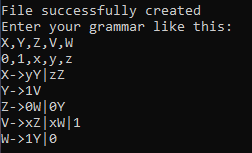 File successfully created
Enter your grammar like this:
X,Y,Z,V,W
0,1,x,y,z
X->yY|zZ
Y->1V
Z->0W|0Y
V->xZ|xW|1
W->1Y|0